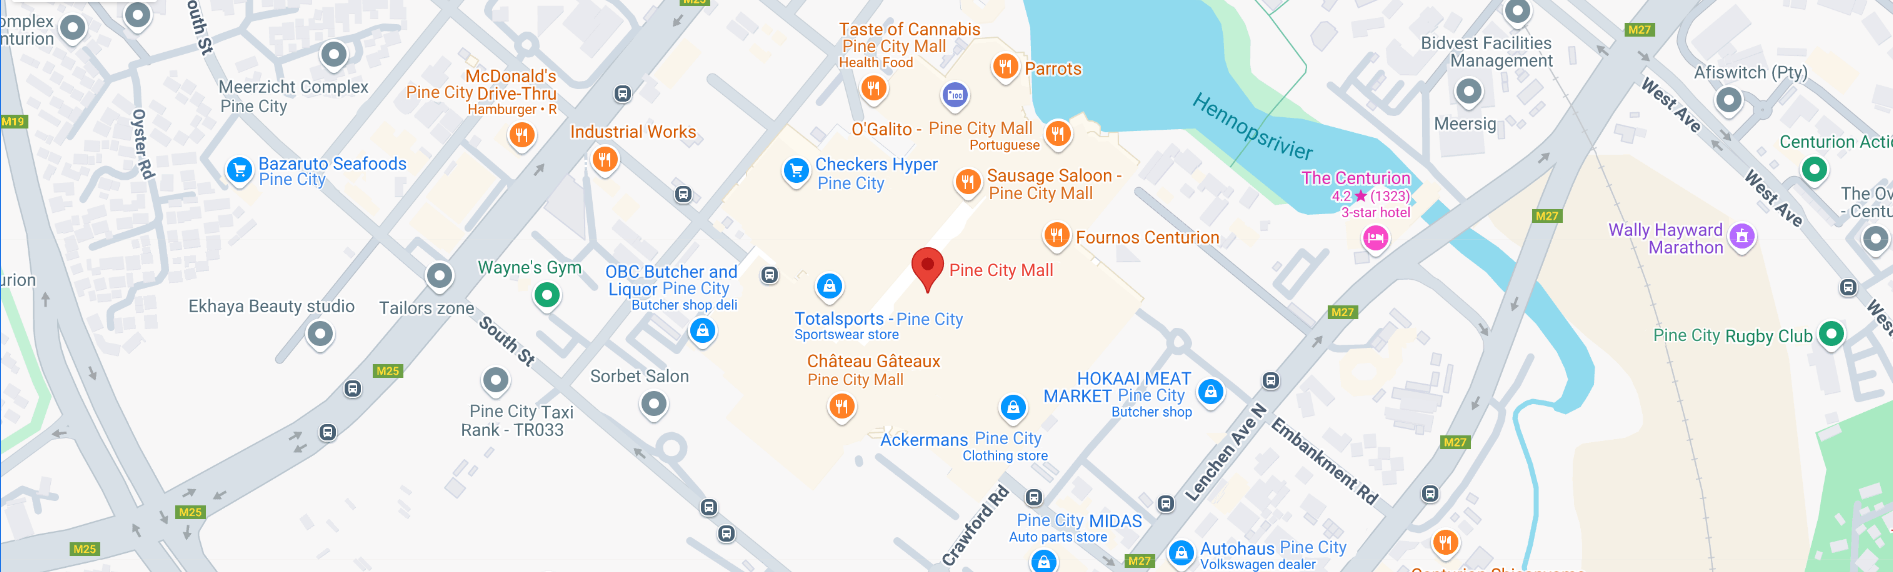 omplex
nturion
South St
M25
Meerzicht Complex
Pine City
McDonald's
Pine City Drive-Thru
Hamburger • R
Industrial Works
Taste of Cannabis
Pine City Mall
Health Food
Parrots
O'Galito - Pine City Mall
Portuguese
Hennopsrivier
Bidvest Facilities
Management
M27
Meersig
Afiswitch (Pty)
West Ave
Centurion Acti
M19
Oyster Rd
Bazaruto Seafoods
Pine City
Checkers Hyper
Pine City
Sausage Saloon -
Pine City Mall
The Centurion
4.2 ★ (1323)
3-star hotel
West Ave
The Ov
- Centu
M27
Wally Hayward
Marathon
Fournos Centurion
urion
Wayne's Gym
OBC Butcher and
Liquor Pine City
Butcher shop deli
Pine City Mall
Ekhaya Beauty studio
Tailors zone
South St
Totalsports - Pine City
Sportswear store
M27
West
Pine City Rugby Club
M25
Sorbet Salon
Château Gâteaux
Pine City Mall
HOKAAI MEAT
MARKET Pine City
Butcher shop
Pine City Taxi
Rank - TR033
Ackermans Pine City
Clothing store
Lenchen Ave N
Embankment Rd
M27
M25
M25
Crawford Rd
Pine City MIDAS
Auto parts store
M27
Autohaus Pine City
Volkswagen dealer